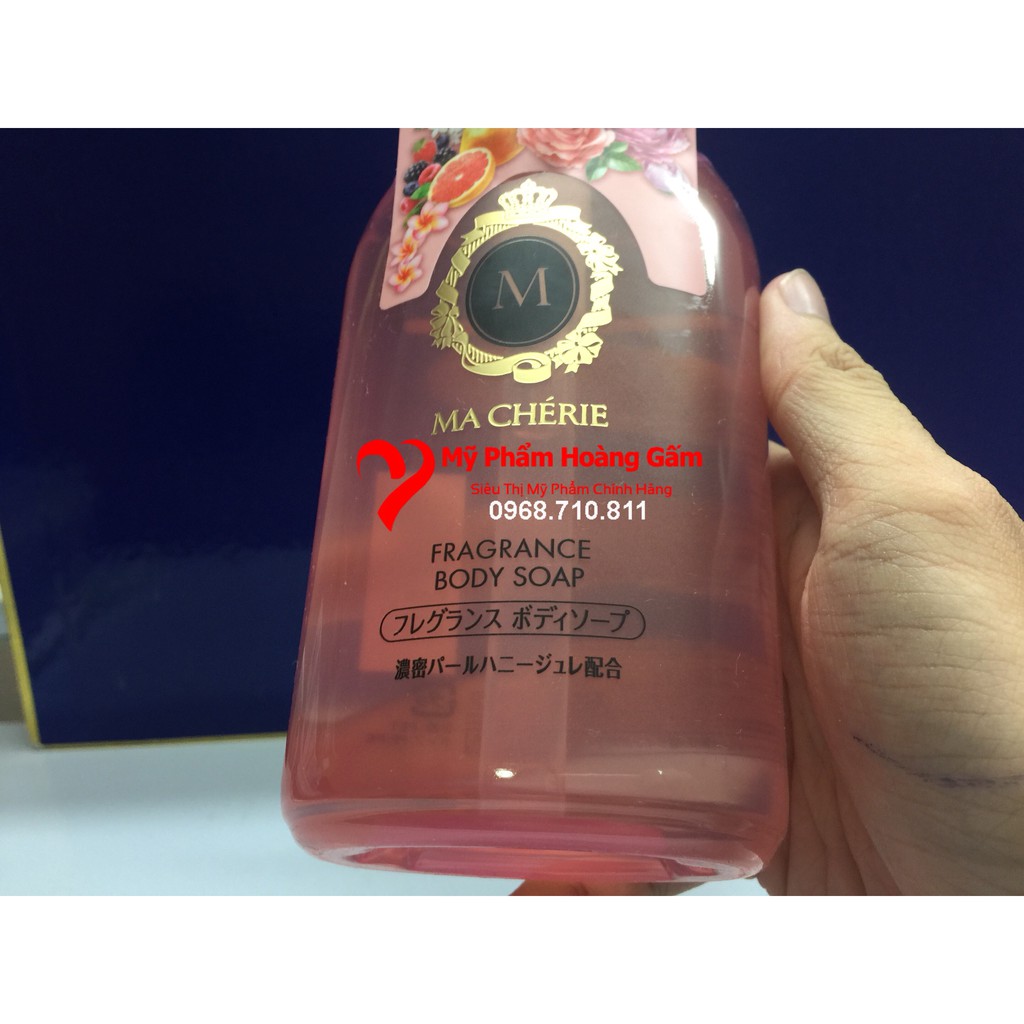 M
MA CHÉRIE
Mỹ Phẩm Hoàng Gấm
Siêu Thị Mỹ Phẩm Chính Hãng
0968.710.811
FRAGRANCE
BODY SOAP
フレグランス ボディソープ
濃密パールハニージュレ配合